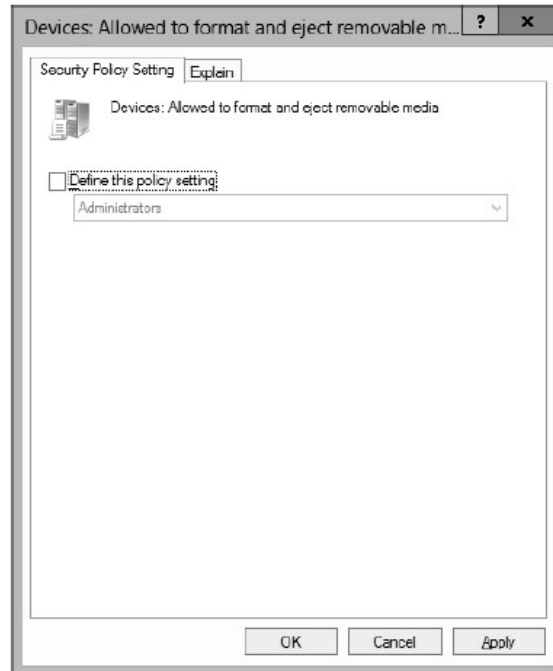 Devices: Allowed to format and eject removable m... ? x
Security Policy Setting Explain
Devices: Allowed to format and eject removable media
Define this policy setting
Administrators
OK Cancel Apply